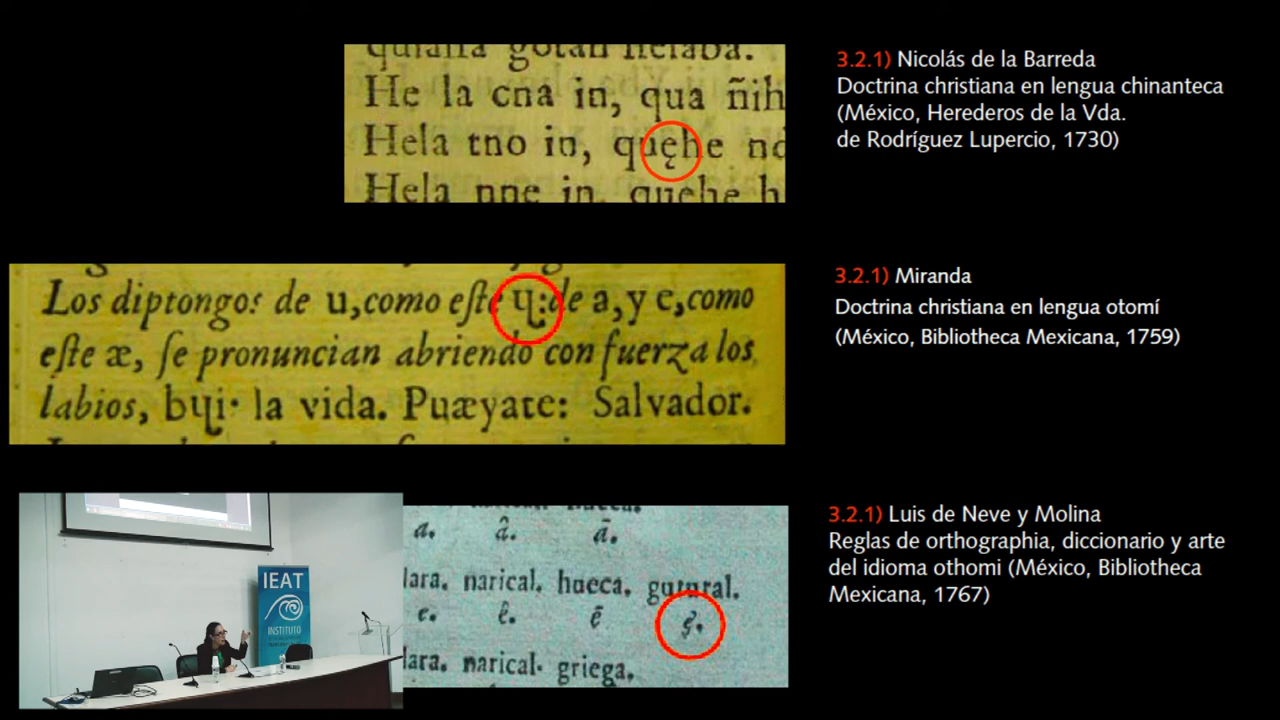 He la cna in, qua ñih
Hela tno in, quęhe nd
Hela nne in, quehe h
3.2.1) Nicolás de la Barreda
Doctrina christiana en lengua chinanteca
(México, Herederos de la Vda.
de Rodríguez Lupercio, 1730)
Los diptongos de u, como eſte ɥ: de a, y e, como
eſte æ, ſe pronuncian abriendo con fuerza los
labios, bɥi· la vida. Puæyate: Salvador.
3.2.1) Miranda
Doctrina christiana en lengua otomí
(México, Bibliotheca Mexicana, 1759)
a. â. ā.
lara. narical. hueca. gutural.
e. ê. ē ę.
lara. narical· griega.
3.2.1) Luis de Neve y Molina
Reglas de orthographia, diccionario y arte
del idioma othomi (México, Bibliotheca
Mexicana, 1767)
IEAT
INSTITUTO